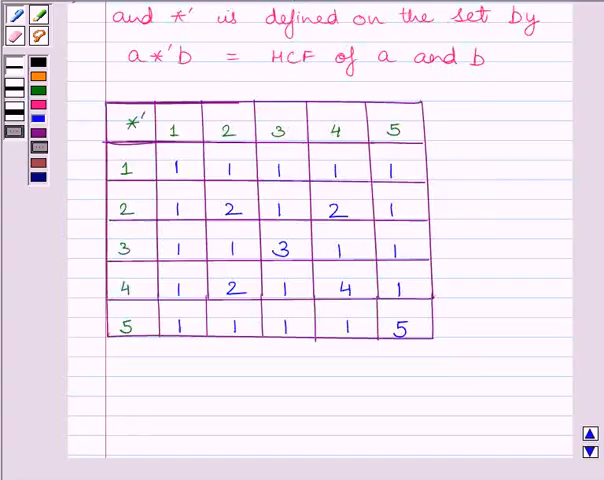 and *' is defined on the set by
a *' b = HCF of a and b
*' 1 2 3 4 5
1 1 1 1 1 1
2 1 2 1 2 1
3 1 1 3 1 1
4 1 2 1 4 1
5 1 1 1 1 5